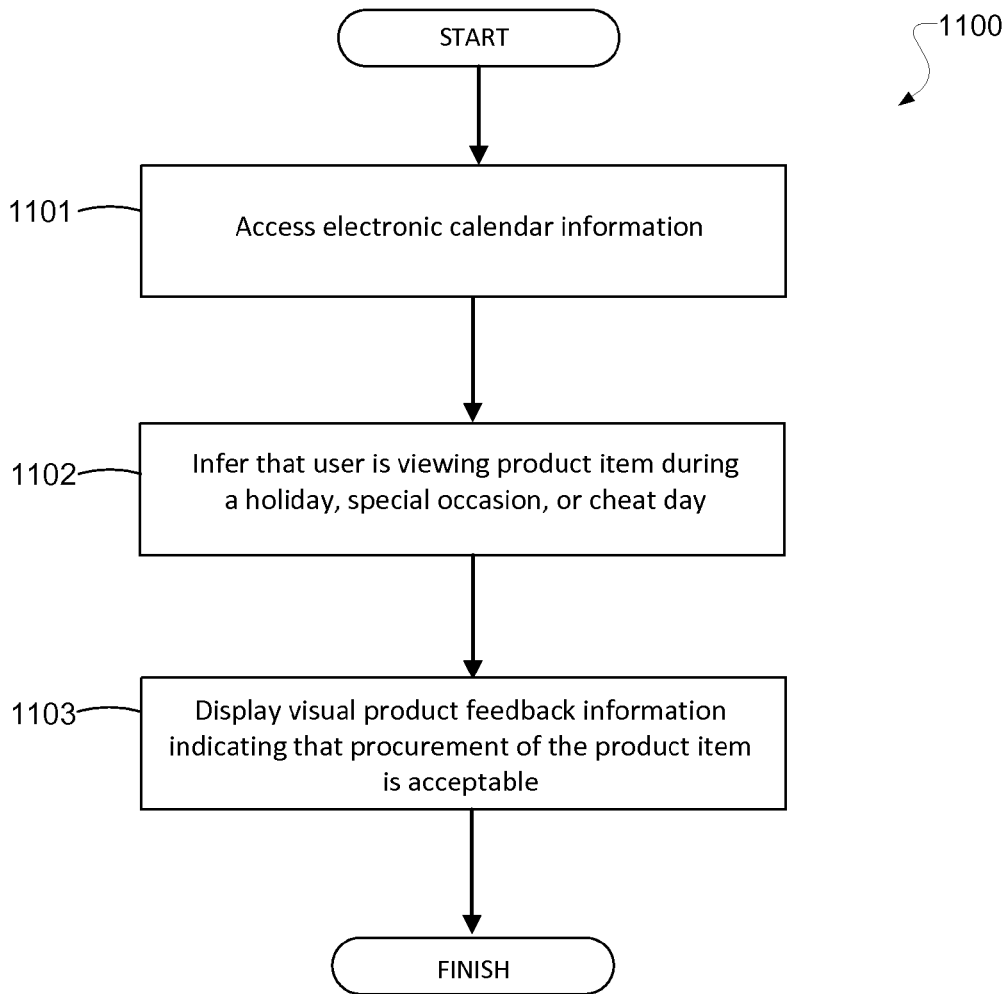 START
1100
1101
Access electronic calendar information
1102
Infer that user is viewing product item during
a holiday, special occasion, or cheat day
1103
Display visual product feedback information
indicating that procurement of the product item
is acceptable
FINISH